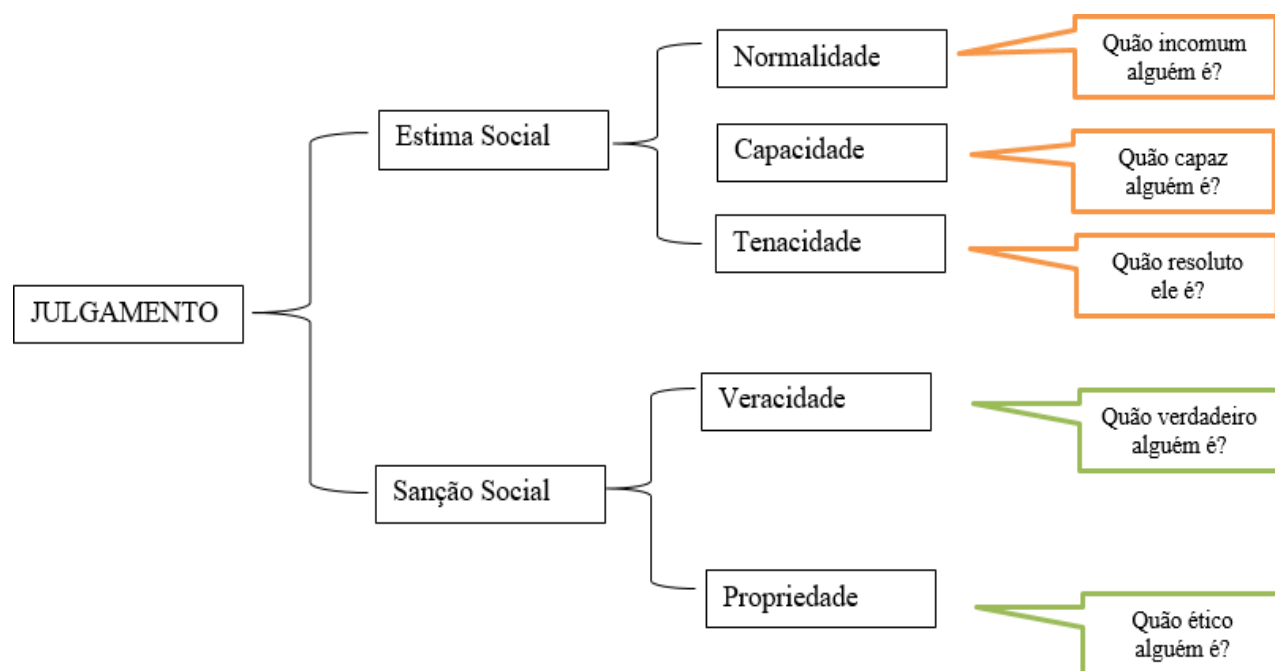 Normalidade
Quão incomum
alguém é?
Estima Social
Capacidade
Quão capaz
alguém é?
Tenacidade
Quão resoluto
ele é?
JULGAMENTO
Veracidade
Quão verdadeiro
alguém é?
Sanção Social
Propriedade
Quão ético
alguém é?